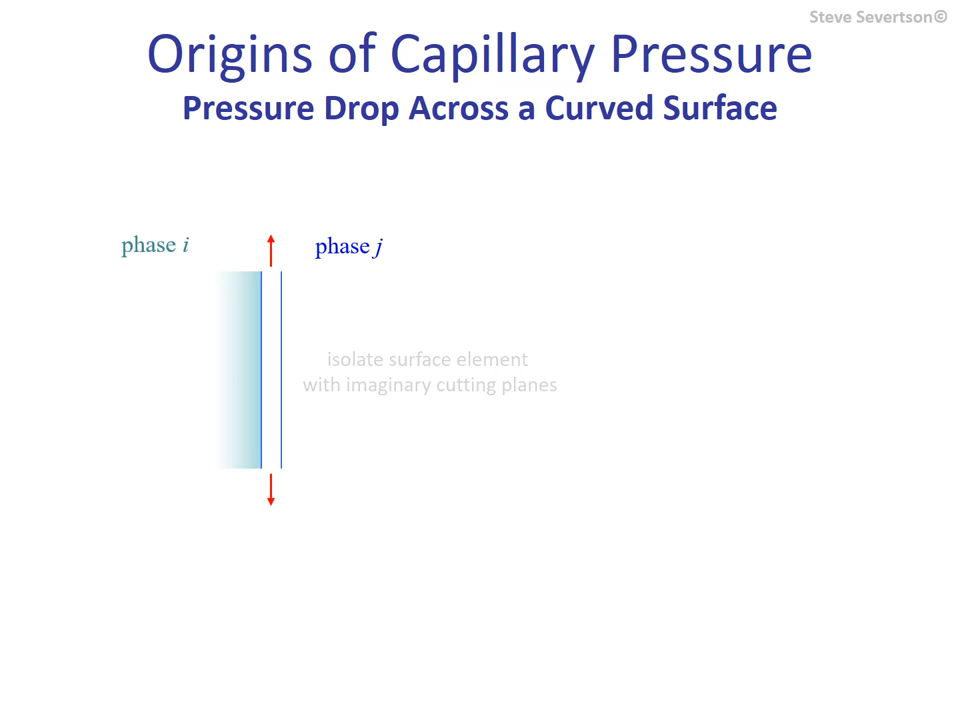 Steve Severtson©
Origins of Capillary Pressure
Pressure Drop Across a Curved Surface
phase i
phase j
isolate surface element
with imaginary cutting planes